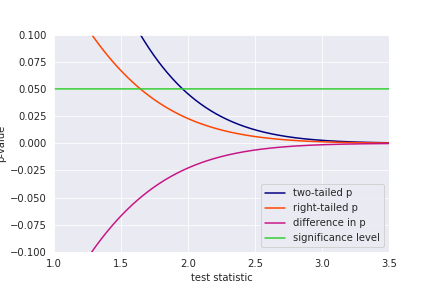 0.100
0.075
0.050
0.025
0.000
−0.025
−0.050
−0.075
−0.100
p-value
two-tailed p
right-tailed p
difference in p
significance level
1.0 1.5 2.0 2.5 3.0 3.5
test statistic